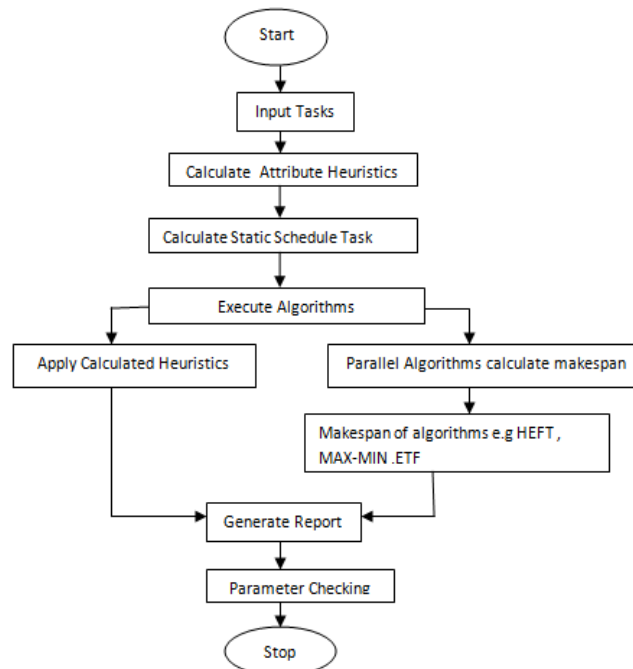 Start
Input Tasks
Calculate Attribute Heuristics
Calculate Static Schedule Task
Execute Algorithms
Apply Calculated Heuristics
Parallel Algorithms calculate makespan
Makespan of algorithms e.g HEFT ,
MAX-MIN .ETF
Generate Report
Parameter Checking
Stop